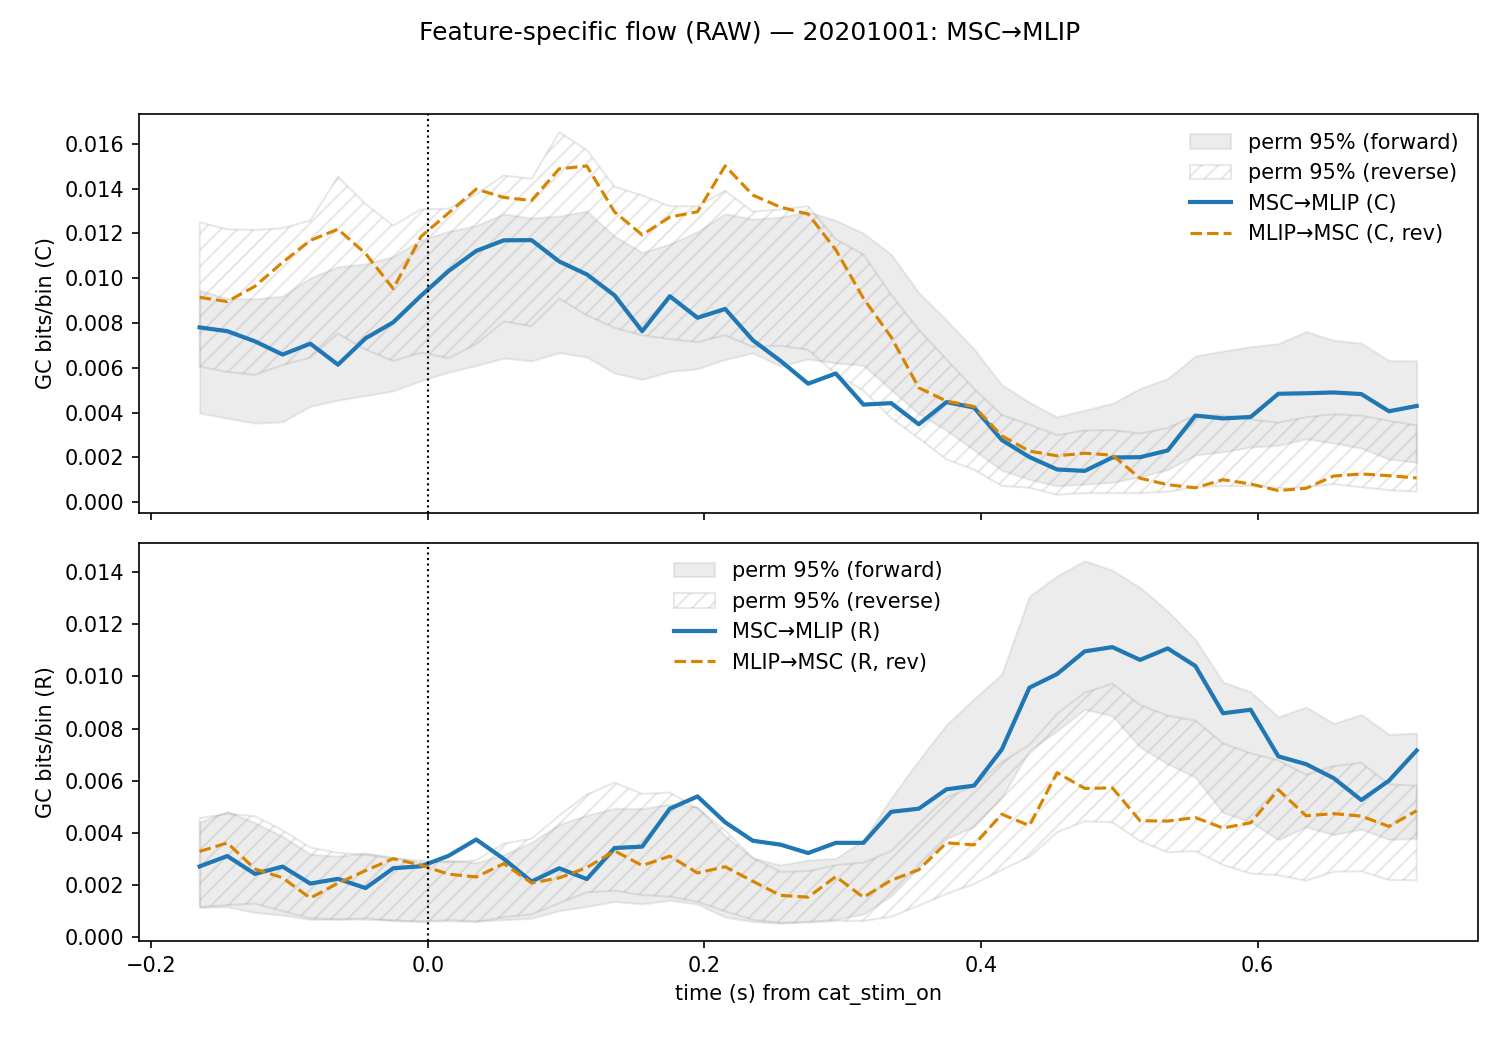 Feature-specific flow (RAW) — 20201001: MSC→MLIP
GC bits/bin (C)
0.016
0.014
0.012
0.010
0.008
0.006
0.004
0.002
0.000
perm 95% (forward)
perm 95% (reverse)
MSC→MLIP (C)
MLIP→MSC (C, rev)
GC bits/bin (R)
0.014
0.012
0.010
0.008
0.006
0.004
0.002
0.000
perm 95% (forward)
perm 95% (reverse)
MSC→MLIP (R)
MLIP→MSC (R, rev)
−0.2 0.0 0.2 0.4 0.6
time (s) from cat_stim_on